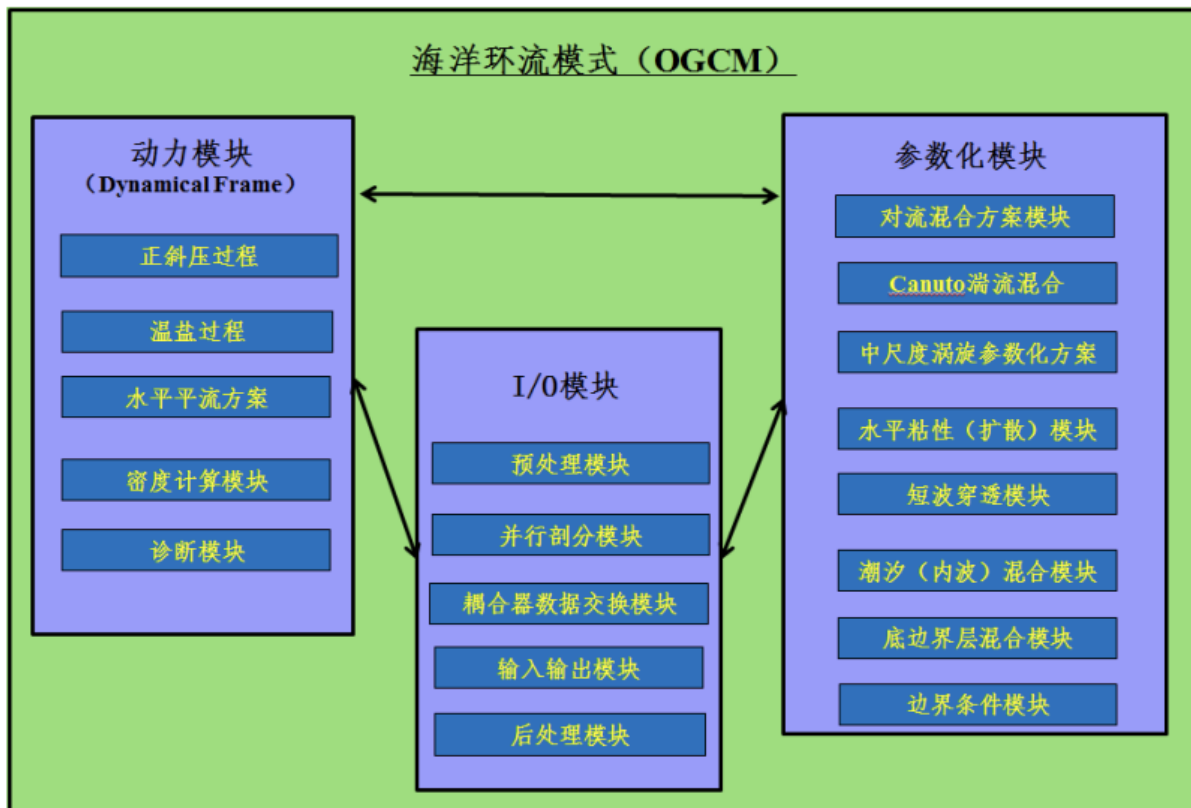 海洋环流模式（OGCM）
动力模块
（Dynamical Frame）
正斜压过程
温盐过程
水平平流方案
密度计算模块
诊断模块
I/O模块
预处理模块
并行剖分模块
耦合器数据交换模块
输入输出模块
后处理模块
参数化模块
对流混合方案模块
Canuto湍流混合
中尺度涡旋参数化方案
水平粘性（扩散）模块
短波穿透模块
潮汐（内波）混合模块
底边界层混合模块
边界条件模块